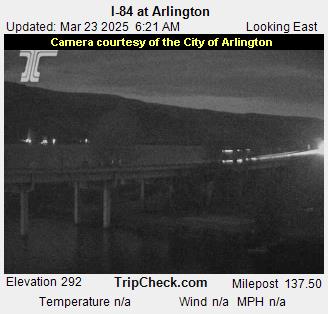 I-84 at Arlington
Updated: Mar 23 2025 6:21 AM Looking East
Camera courtesy of the City of Arlington
Elevation 292 TripCheck.com Milepost 137.50
Temperature n/a Wind n/a MPH n/a